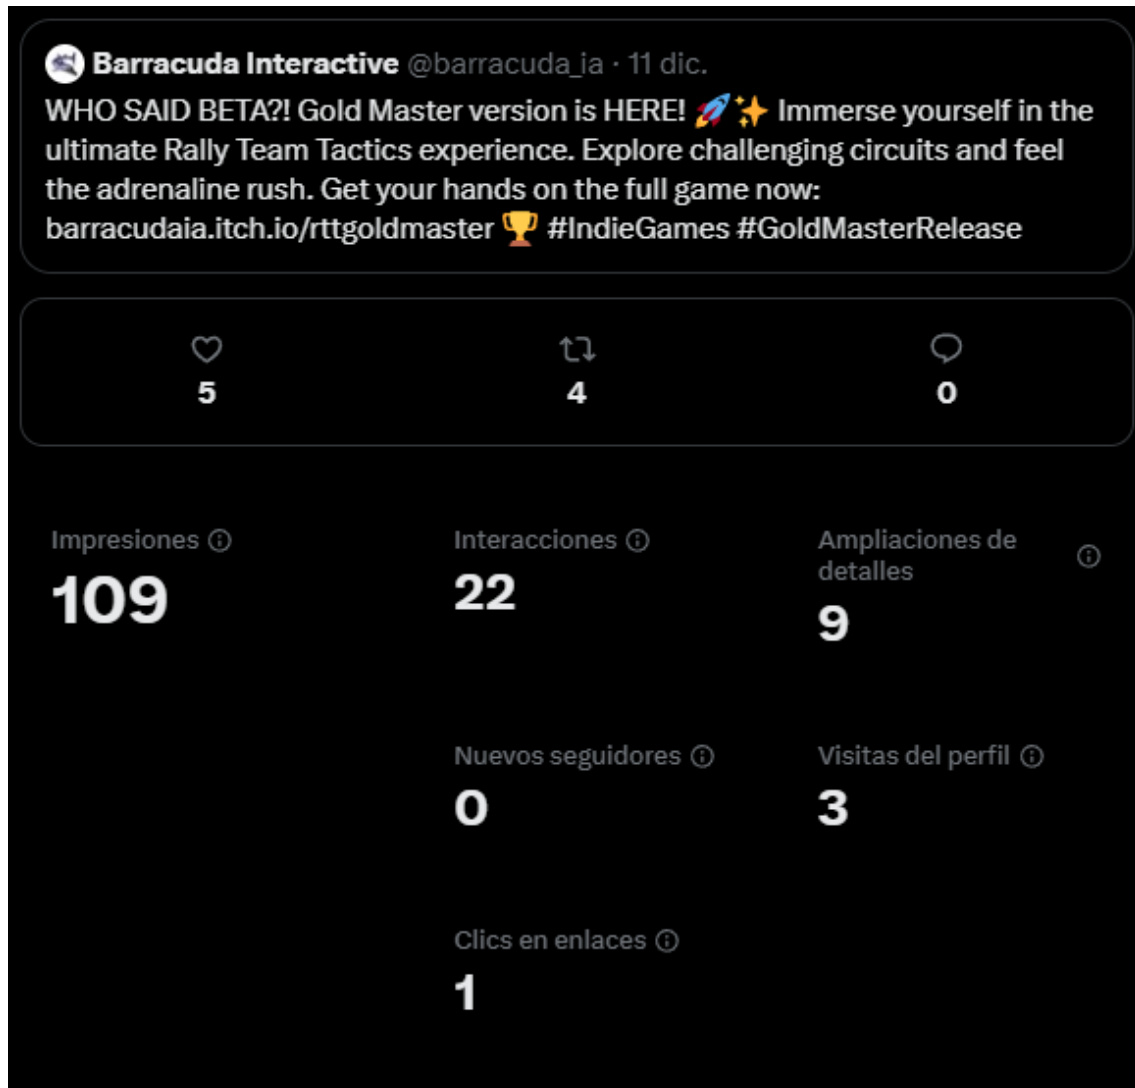 Barracuda Interactive @barracuda_ia · 11 dic.
WHO SAID BETA?! Gold Master version is HERE! 🚀✨ Immerse yourself in the
ultimate Rally Team Tactics experience. Explore challenging circuits and feel
the adrenaline rush. Get your hands on the full game now:
barracudaia.itch.io/rttgoldmaster 🏆 #IndieGames #GoldMasterRelease
5
4
0
Impresiones
109
Interacciones
22
Ampliaciones de
detalles
9
Nuevos seguidores
0
Visitas del perfil
3
Clics en enlaces
1